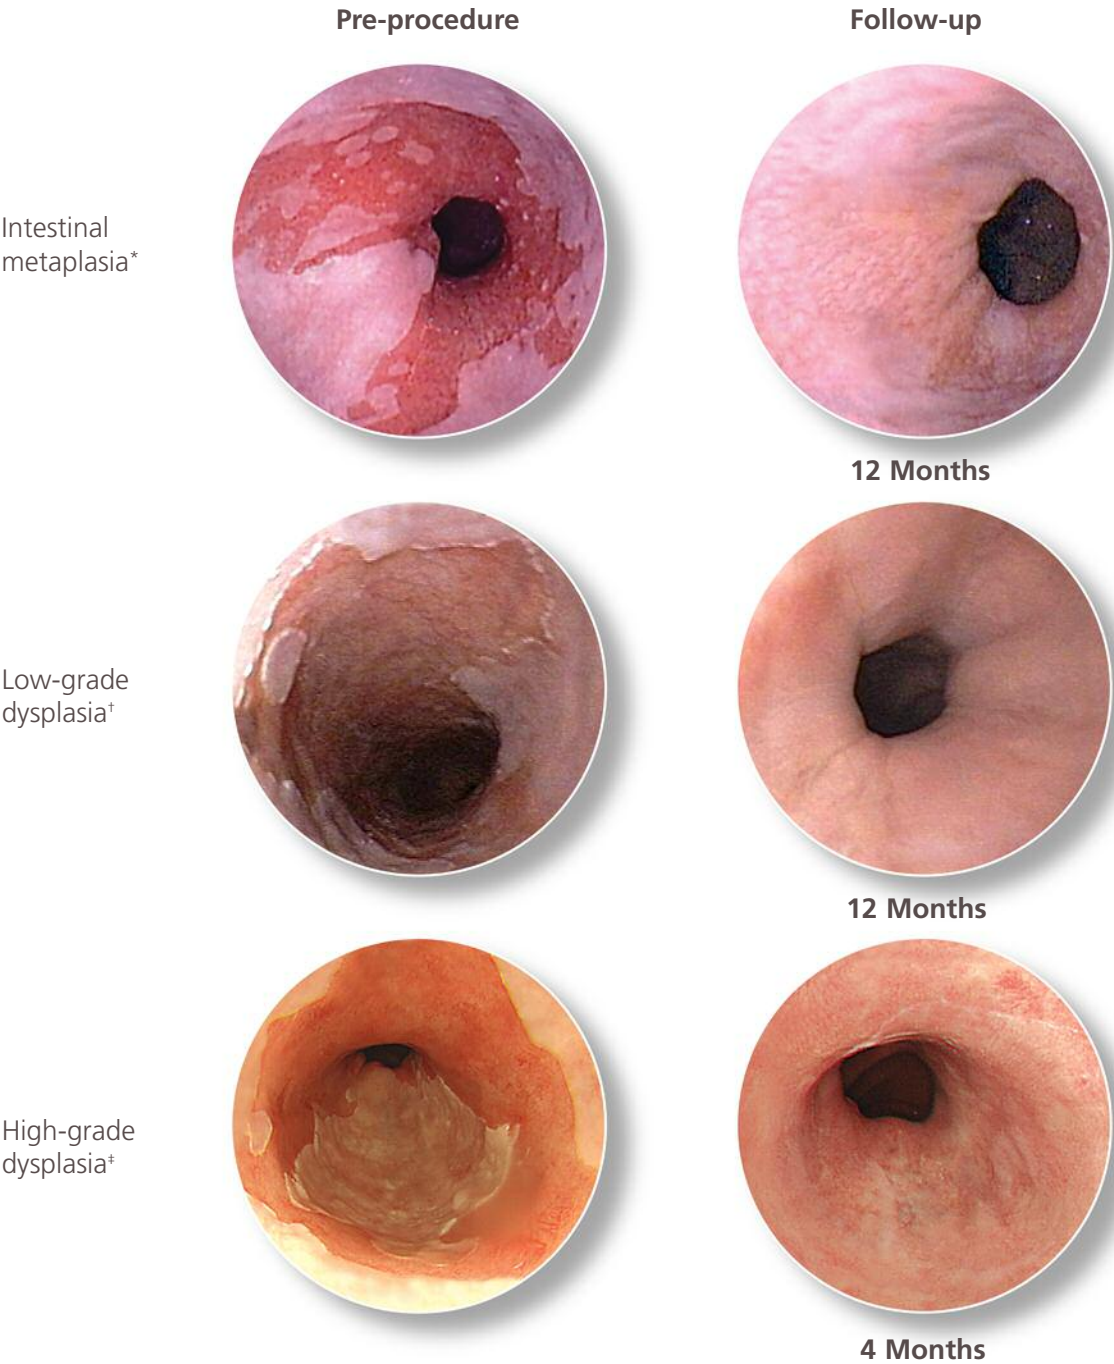 Pre-procedure
Follow-up
Intestinal
metaplasia*
12 Months
Low-grade
dysplasia†
12 Months
High-grade
dysplasia‡
4 Months